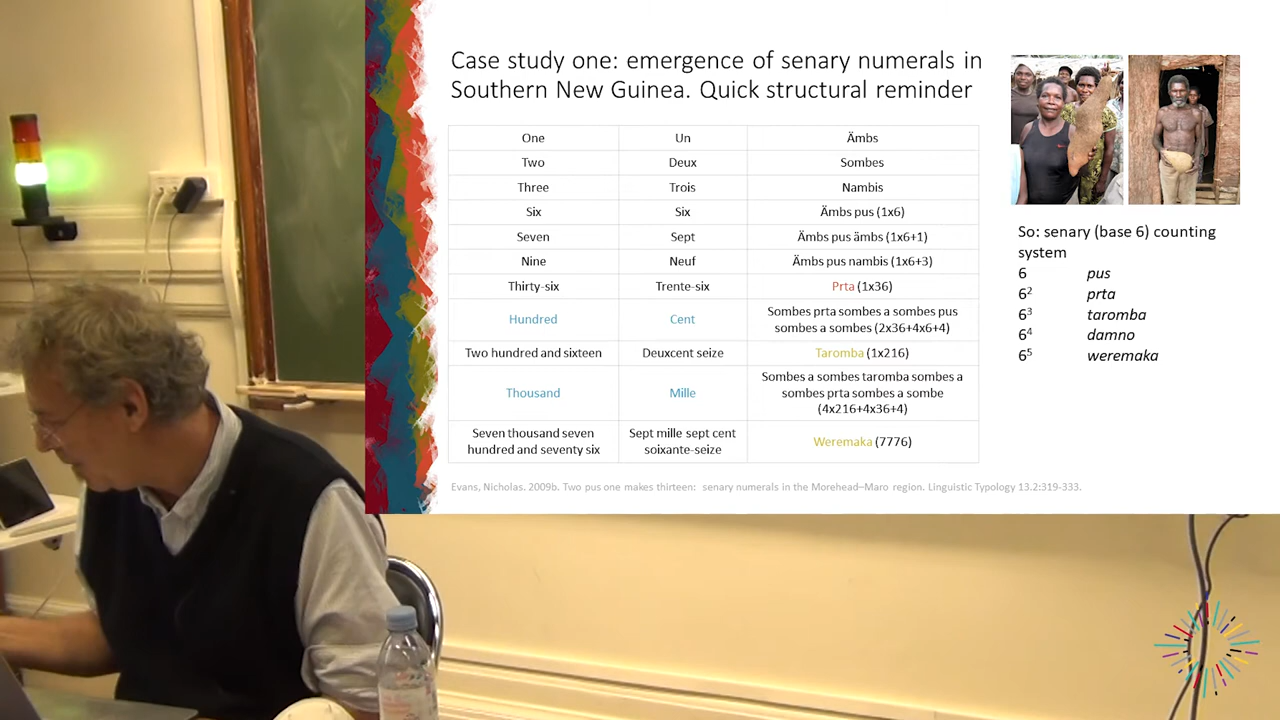 Case study one: emergence of senary numerals in
Southern New Guinea. Quick structural reminder
One Un Ämbs
Two Deux Sombes
Three Trois Nambis
Six Six Ämbs pus (1x6)
Seven Sept Ämbs pus ämbs (1x6+1)
Nine Neuf Ämbs pus nambis (1x6+3)
Thirty-six Trente-six Prta (1x36)
Hundred Cent Sombes prta sombes a sombes pus
sombes a sombes (2x36+4x6+4)
Two hundred and sixteen Deuxcent seize Taromba (1x216)
Thousand Mille Sombes a sombes taromba sombes a
sombes prta sombes a sombe
(4x216+4x36+4)
Seven thousand seven
hundred and seventy six
Sept mille sept cent
soixante-seize
Weremaka (7776)
So: senary (base 6) counting
system
6 pus
6² prta
6³ taromba
6⁴ damno
6⁵ weremaka
Evans, Nicholas. 2009b. Two pus one makes thirteen: senary numerals in the Morehead–Maro region. Linguistic Typology 13.2:319-333.